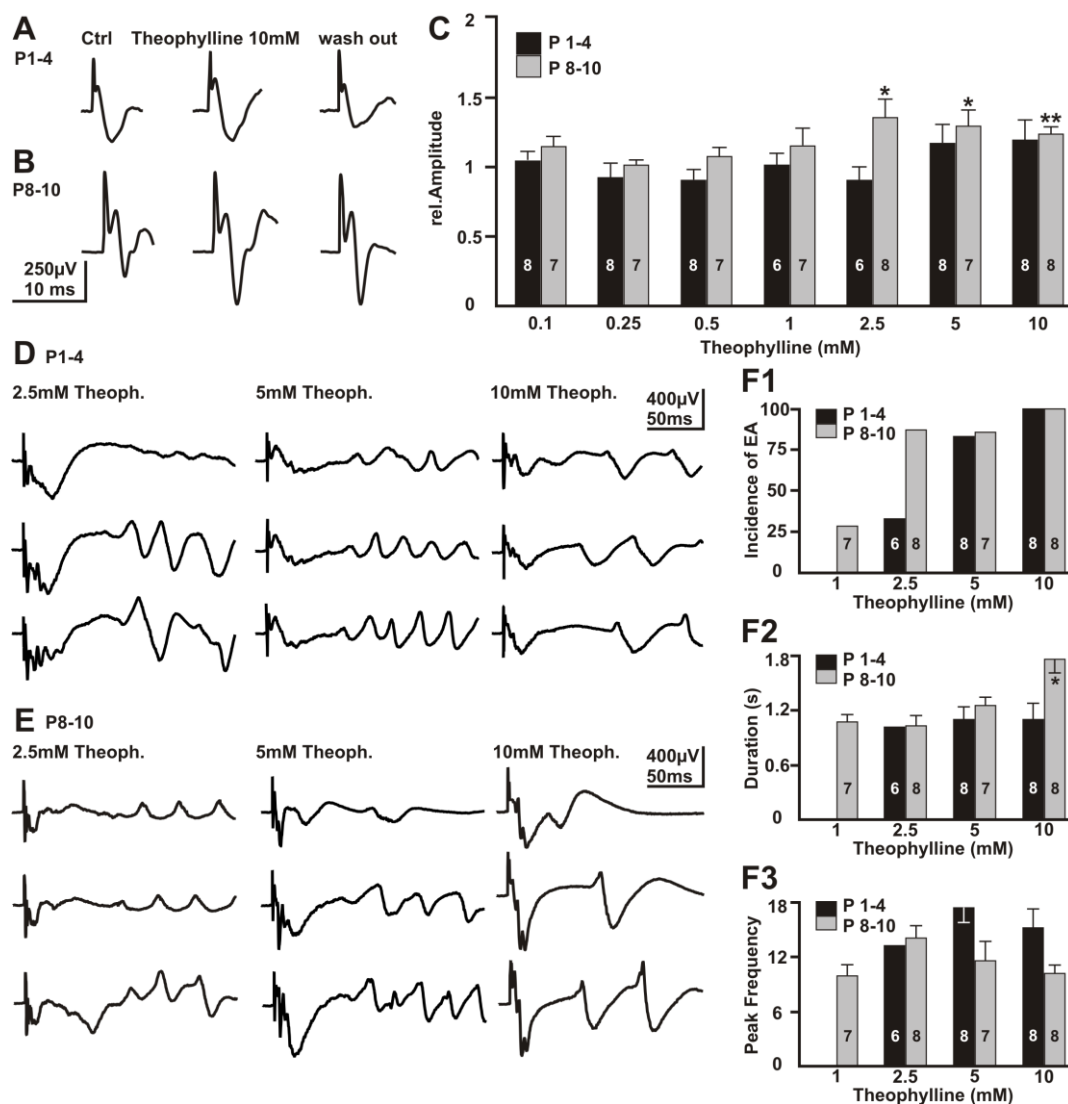 A
Ctrl Theophylline 10mM wash out
P1-4
B
P8-10
250µV
10 ms
C
P 1-4
P 8-10
rel.Amplitude
2
1.5
1
0.5
0
* * **
8 7 8 7 8 7 6 7 6 8 8 7 8 8
0.1 0.25 0.5 1 2.5 5 10
Theophylline (mM)
D P1-4
2.5mM Theoph. 5mM Theoph. 10mM Theoph.
400µV
50ms
E P8-10
2.5mM Theoph. 5mM Theoph. 10mM Theoph.
400µV
50ms
F1
P 1-4
P 8-10
Incidence of EA
100
75
50
25
0
7 6 8 8 7 8 8
1 2.5 5 10
Theophylline (mM)
F2
P 1-4
P 8-10
Duration (s)
1.8
1.2
0.6
0
*
7 6 8 8 7 8 8
1 2.5 5 10
Theophylline (mM)
F3
P 1-4
P 8-10
Peak Frequency
18
12
6
0
7 6 8 8 7 8 8
1 2.5 5 10
Theophylline (mM)